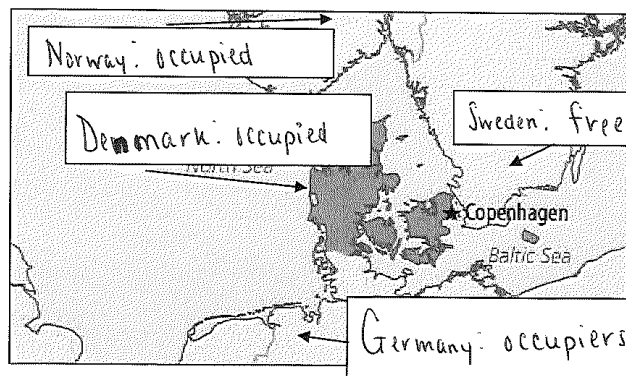 Norway: occupied
Denmark: occupied
Sweden: free
North Sea
Copenhagen
Baltic Sea
Germany: occupiers